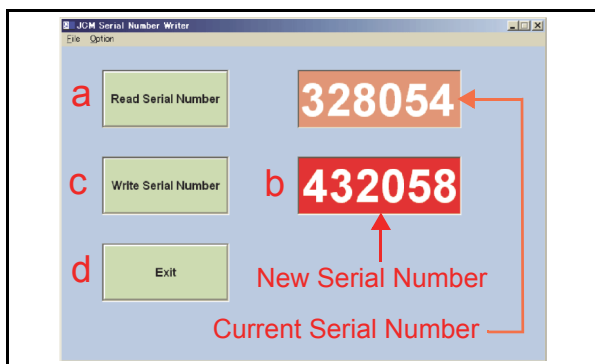 JCM Serial Number Writer
File Option
a Read Serial Number 328054
c Write Serial Number b 432058
d Exit
New Serial Number
Current Serial Number